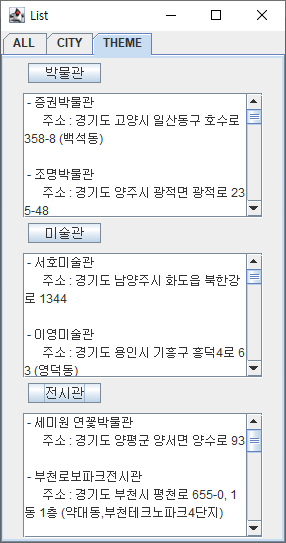 List
ALL CITY THEME
박물관
- 증권박물관
주소 : 경기도 고양시 일산동구 호수로
358-8 (백석동)
- 조명박물관
주소 : 경기도 양주시 광적면 광적로 23
5-48
미술관
- 서호미술관
주소 : 경기도 남양주시 화도읍 북한강
로 1344
- 이영미술관
주소 : 경기도 용인시 기흥구 흥덕4로 6
3 (영덕동)
전시관
- 세미원 연꽃박물관
주소 : 경기도 양평군 양서면 양수로 93
- 부천로보파크전시관
주소 : 경기도 부천시 평천로 655-0, 1
동 1층 (약대동,부천테크노파크4단지)